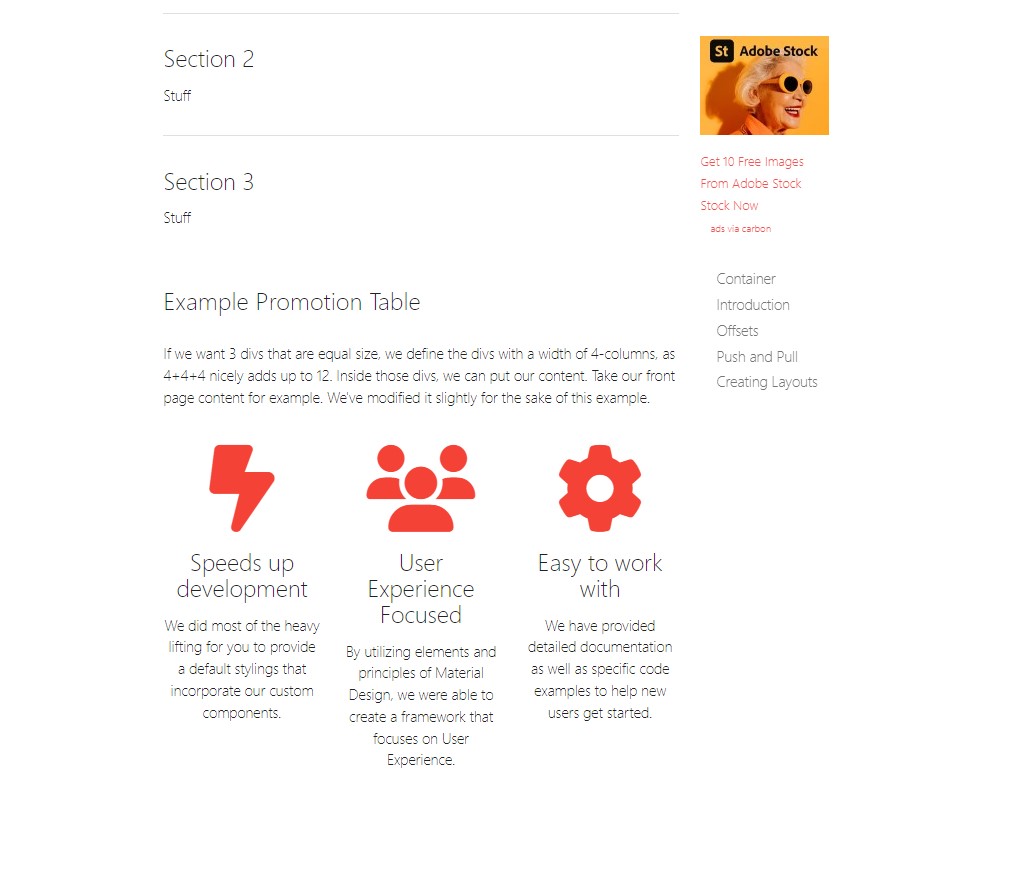 Section 2
Stuff
Section 3
Stuff
Example Promotion Table
If we want 3 divs that are equal size, we define the divs with a width of 4-columns, as
4+4+4 nicely adds up to 12. Inside those divs, we can put our content. Take our front
page content for example. We've modified it slightly for the sake of this example.
Speeds up
development
We did most of the heavy
lifting for you to provide
a default stylings that
incorporate our custom
components.
User
Experience
Focused
By utilizing elements and
principles of Material
Design, we were able to
create a framework that
focuses on User
Experience.
Easy to work
with
We have provided
detailed documentation
as well as specific code
examples to help new
users get started.
St Adobe Stock
Get 10 Free Images
From Adobe Stock
Stock Now
ads via carbon
Container
Introduction
Offsets
Push and Pull
Creating Layouts